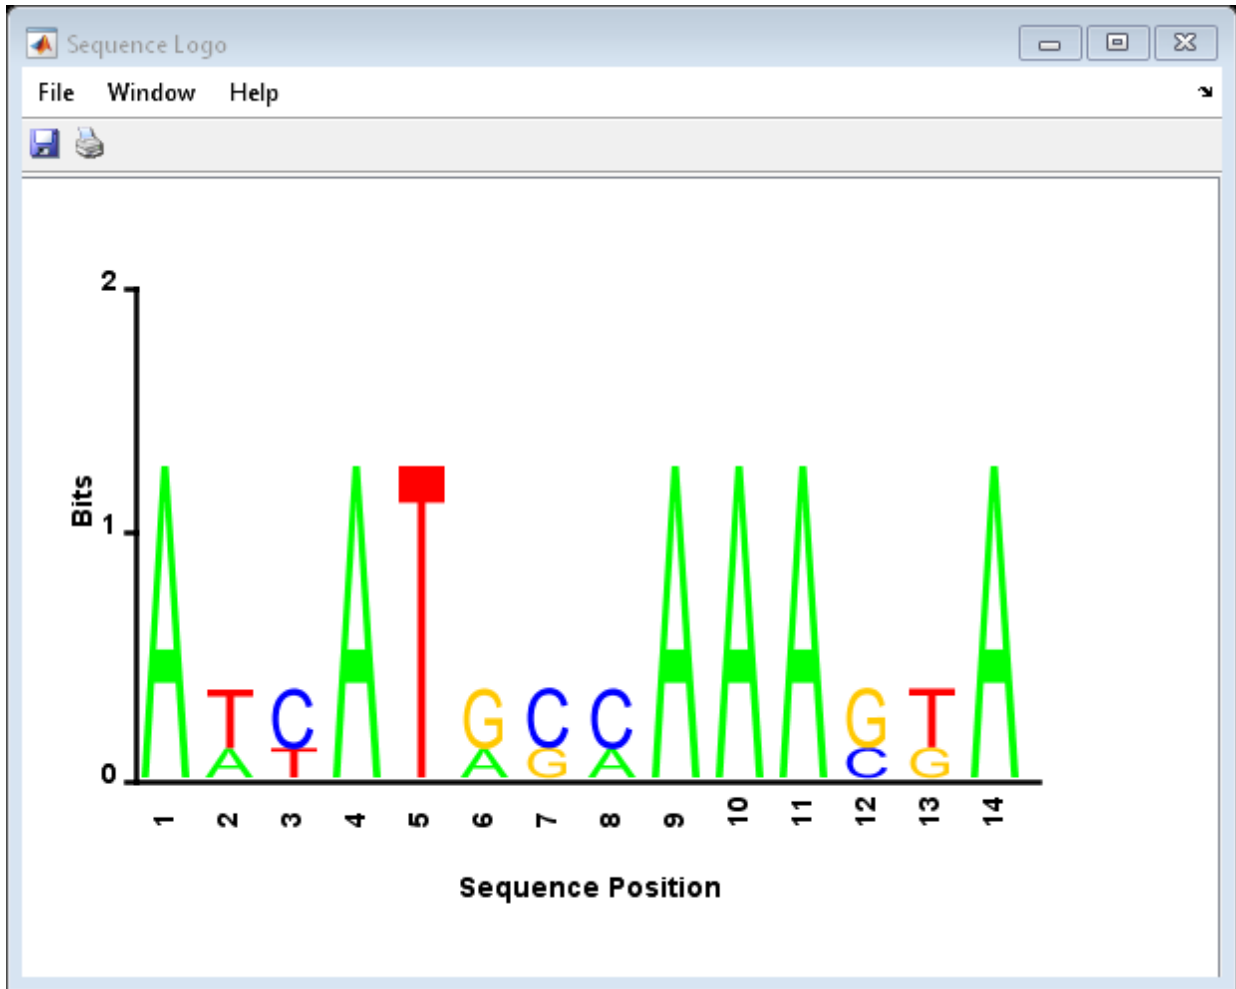 Sequence Logo
File Window Help
2
Bits
1
0
A T C A T G C C A A A G T A
A T A G A C G
1 2 3 4 5 6 7 8 9 10 11 12 13 14
Sequence Position